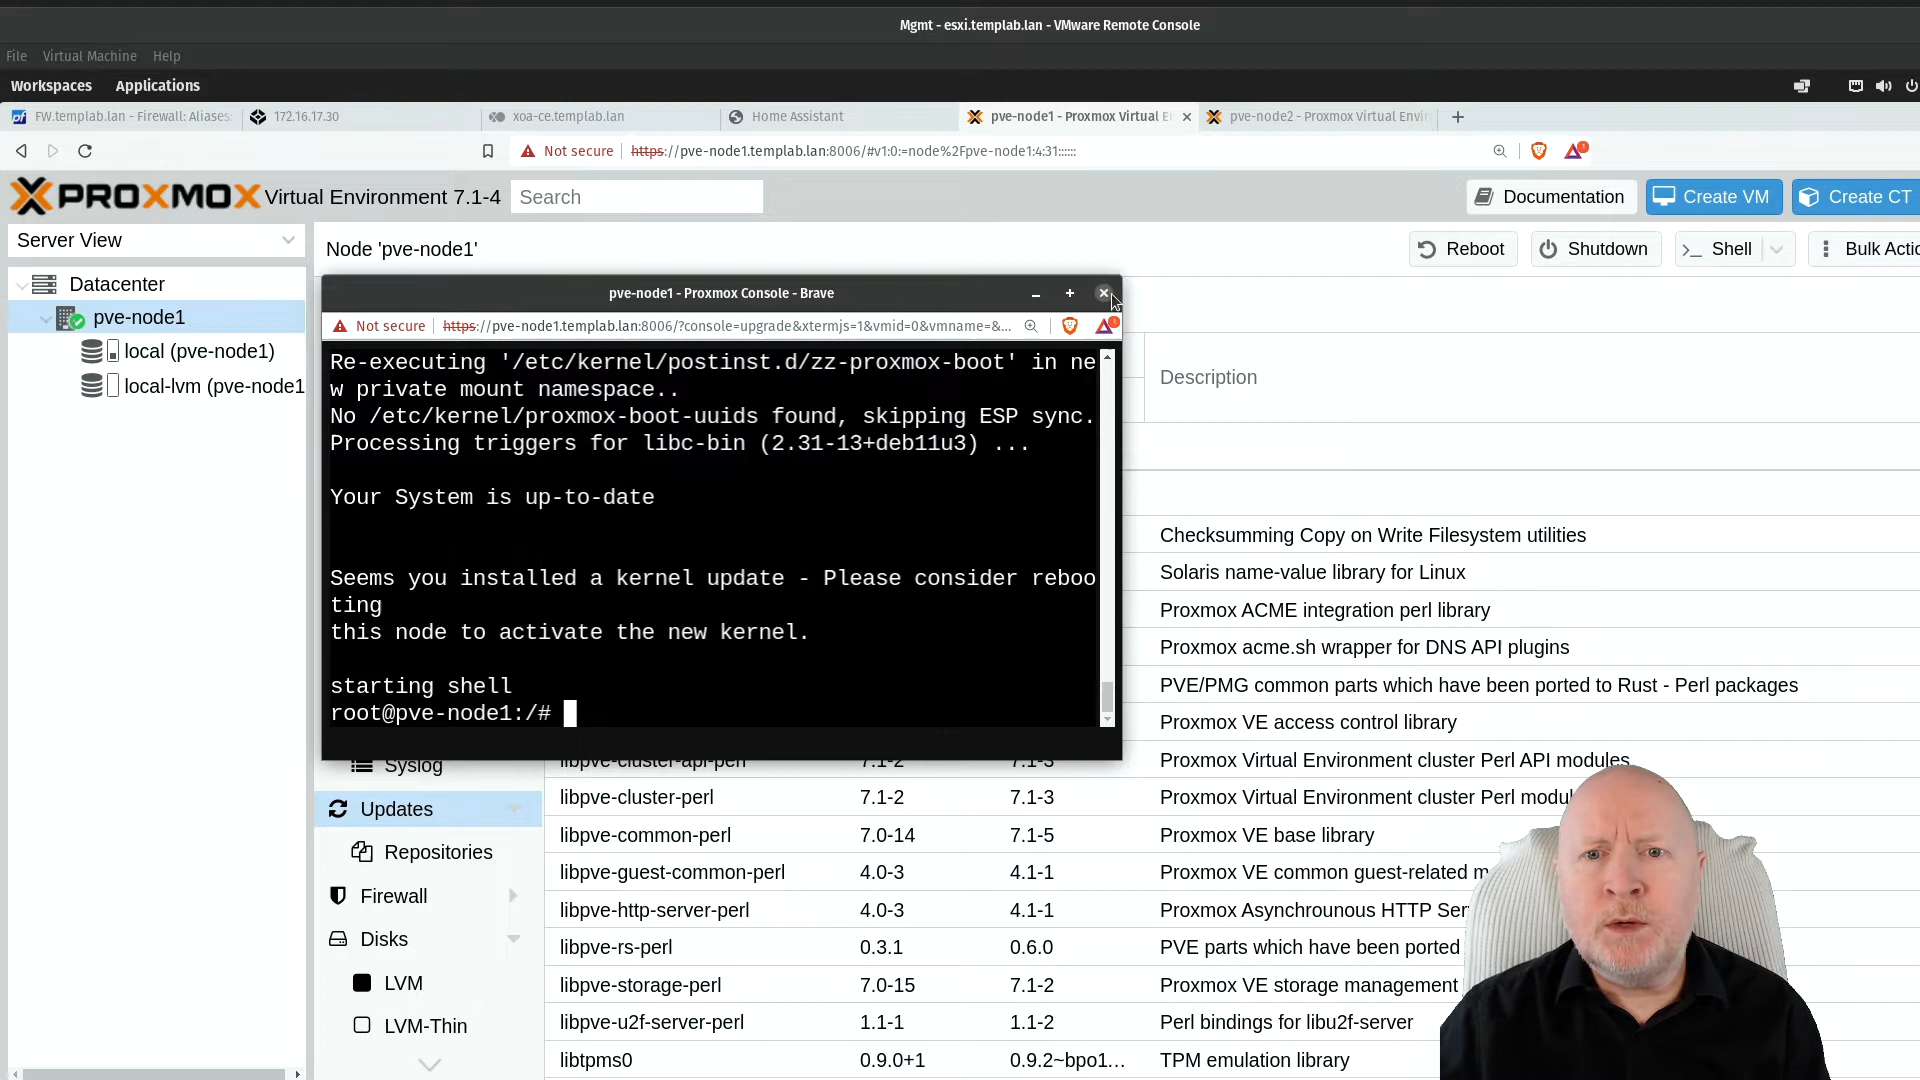 Mgmt - esxi.templab.lan - VMware Remote Console
File Virtual Machine Help
Workspaces Applications
FW.templab.lan - Firewall: Aliases: 172.16.17.30 xoa-ce.templab.lan Home Assistant pve-node1 - Proxmox Virtual E pve-node2 - Proxmox Virtual Envir
Not secure https://pve-node1.templab.lan:8006/#v1:0:=node%2Fpve-node1:4:31::::::
PROXMOX Virtual Environment 7.1-4 Search Documentation Create VM Create CT
Server View Node 'pve-node1' Reboot Shutdown Shell Bulk Actio
Datacenter
pve-node1
local (pve-node1)
local-lvm (pve-node1
pve-node1 - Proxmox Console - Brave
Not secure https://pve-node1.templab.lan:8006/?console=upgrade&xtermjs=1&vmid=0&vmname=&...
Re-executing '/etc/kernel/postinst.d/zz-proxmox-boot' in ne
w private mount namespace..
No /etc/kernel/proxmox-boot-uuids found, skipping ESP sync.
Processing triggers for libc-bin (2.31-13+deb11u3) ...
Your System is up-to-date
Seems you installed a kernel update - Please consider reboo
ting
this node to activate the new kernel.
starting shell
root@pve-node1:/#
Description
Checksumming Copy on Write Filesystem utilities
Solaris name-value library for Linux
Proxmox ACME integration perl library
Proxmox acme.sh wrapper for DNS API plugins
PVE/PMG common parts which have been ported to Rust - Perl packages
Proxmox VE access control library
libpve-cluster-api-perl 7.1-2 7.1-3 Proxmox Virtual Environment cluster Perl API modules
libpve-cluster-perl 7.1-2 7.1-3 Proxmox Virtual Environment cluster Perl modul
libpve-common-perl 7.0-14 7.1-5 Proxmox VE base library
libpve-guest-common-perl 4.0-3 4.1-1 Proxmox VE common guest-related m
libpve-http-server-perl 4.0-3 4.1-1 Proxmox Asynchrounous HTTP Ser
libpve-rs-perl 0.3.1 0.6.0 PVE parts which have been ported
libpve-storage-perl 7.0-15 7.1-2 Proxmox VE storage management
libpve-u2f-server-perl 1.1-1 1.1-2 Perl bindings for libu2f-server
libtpms0 0.9.0+1 0.9.2~bpo1... TPM emulation library
Syslog
Updates
Repositories
Firewall
Disks
LVM
LVM-Thin